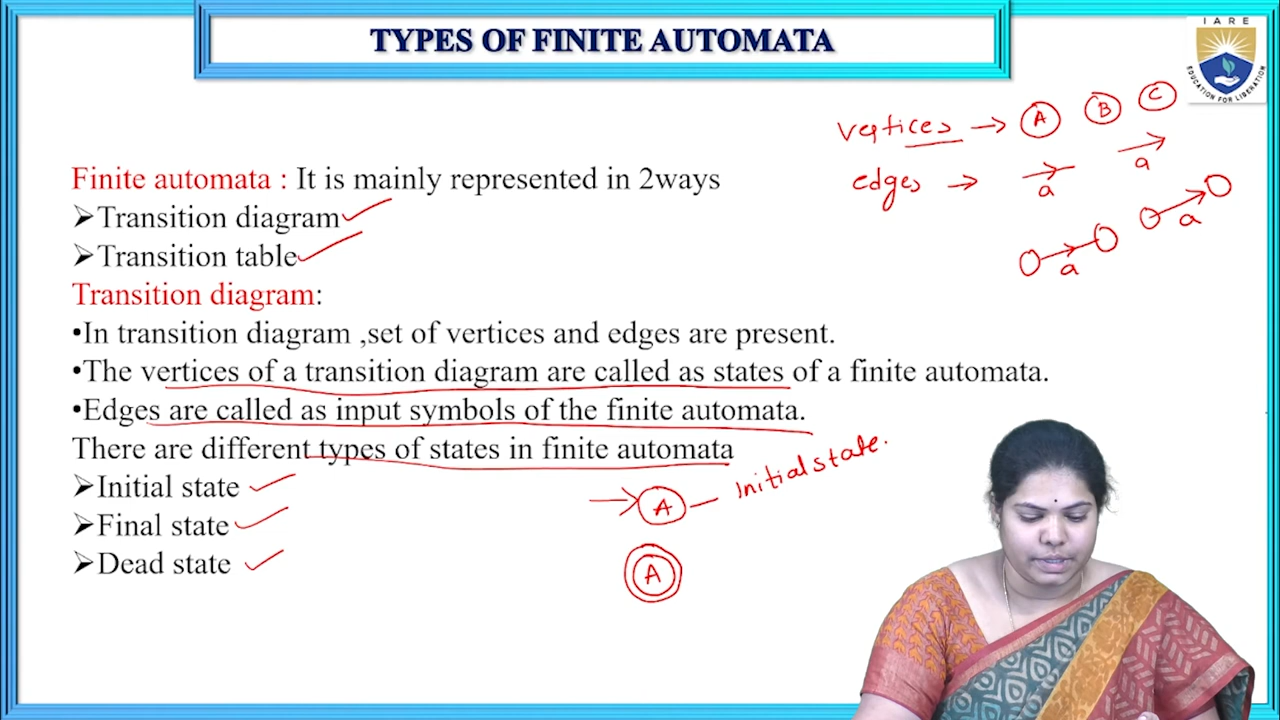 TYPES OF FINITE AUTOMATA
IARE
EDUCATION FOR LIBERATION
vertices → A B C
edges → a a
a a
Finite automata : It is mainly represented in 2ways
➢Transition diagram
➢Transition table
Transition diagram:
•In transition diagram ,set of vertices and edges are present.
•The vertices of a transition diagram are called as states of a finite automata.
•Edges are called as input symbols of the finite automata.
There are different types of states in finite automata
➢Initial state
➢Final state
➢Dead state
A initial state.
A